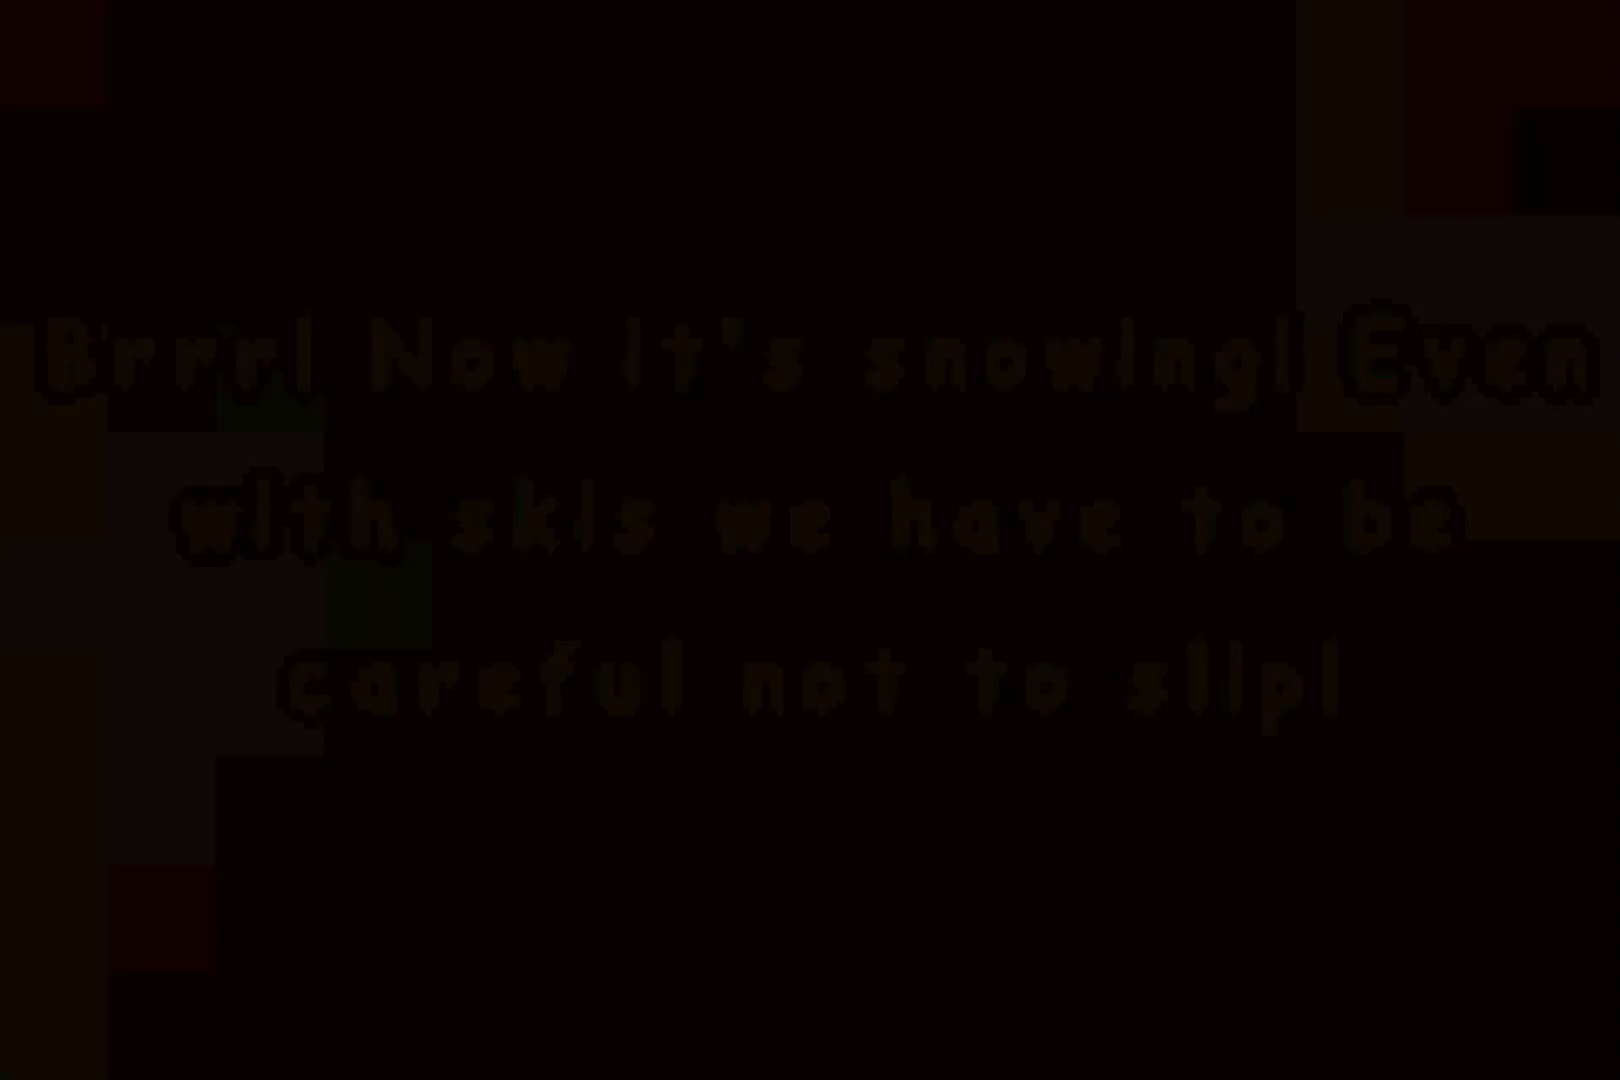 Brrr! Now it's snowing! Even
with skis we have to be
careful not to slip!